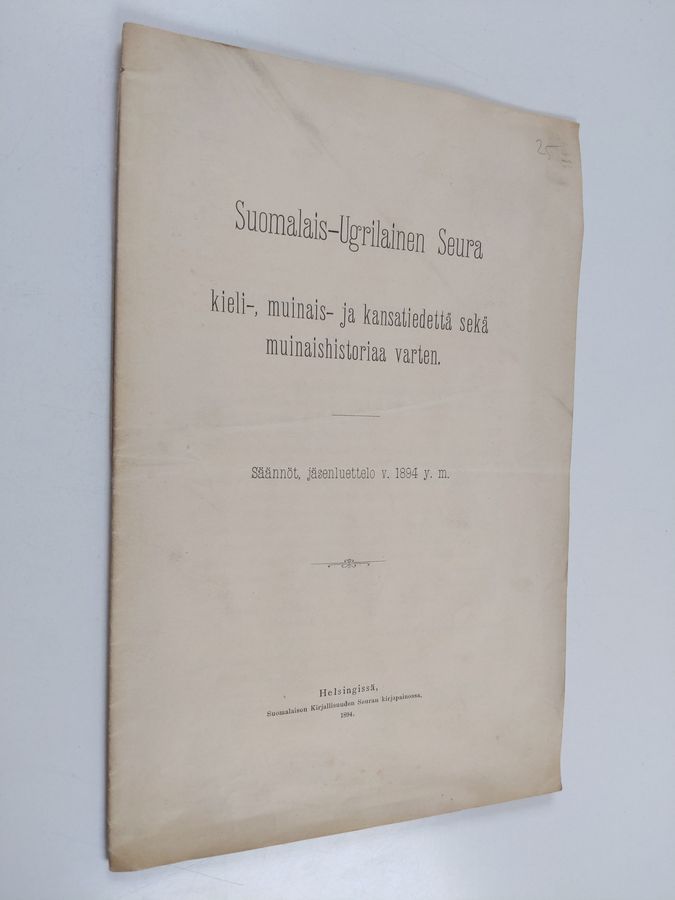 25
Suomalais-Ugrilainen Seura
kieli-, muinais- ja kansatiedettä sekä
muinaishistoriaa varten.
Säännöt, jäsenluettelo v. 1894 y. m.
Helsingissä,
Suomalaisen Kirjallisuuden Seuran kirjapainossa,
1894.